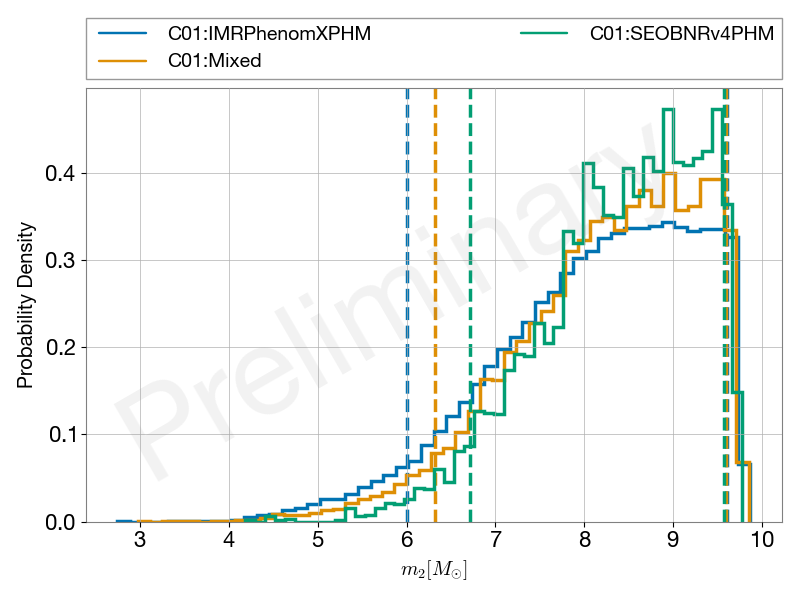 C01:IMRPhenomXPHM
C01:Mixed
C01:SEOBNRv4PHM
Preliminary
Probability Density
0.4
0.3
0.2
0.1
0.0
3 4 5 6 7 8 9 10
m₂[M☉]